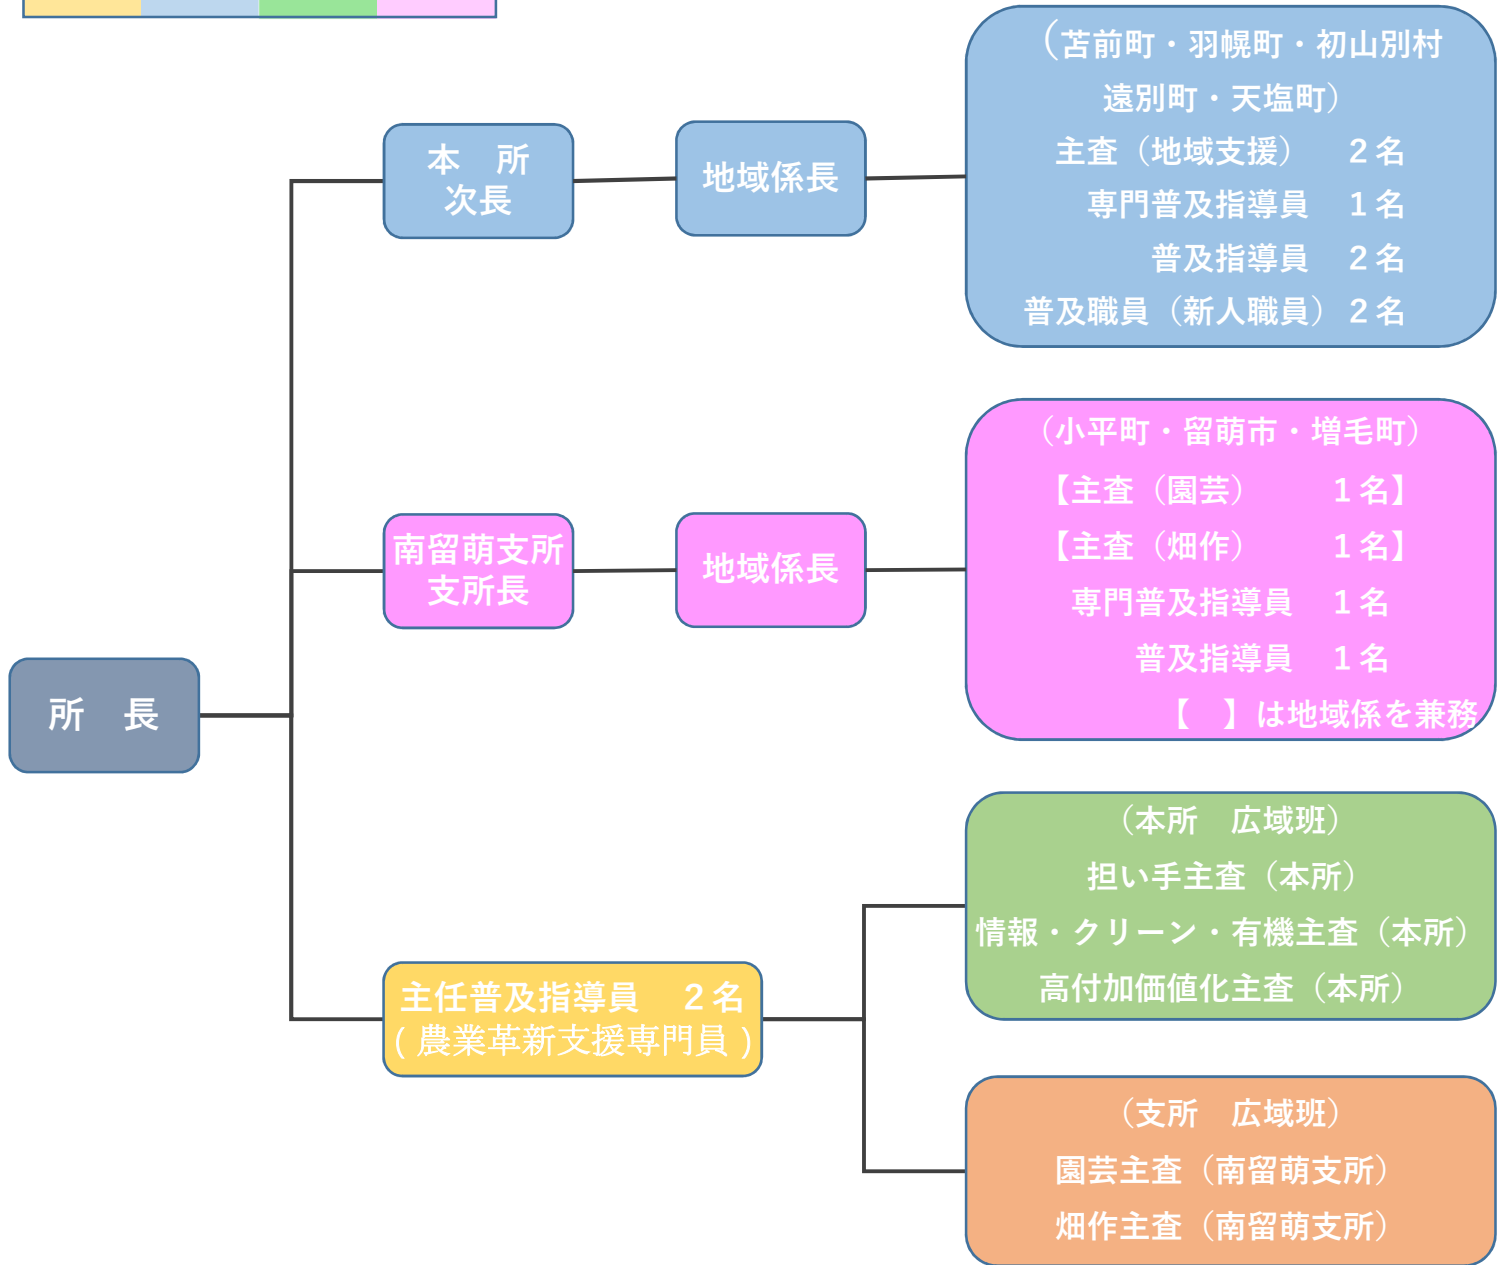 （苫前町・羽幌町・初山別村
遠別町・天塩町）
主査（地域支援）　２名
専門普及指導員　１名
普及指導員　２名
普及職員（新人職員）２名
本　所
次長
地域係長
（小平町・留萌市・増毛町）
【主査（園芸）　　１名】
【主査（畑作）　　１名】
専門普及指導員　１名
普及指導員　１名
【　】は地域係を兼務
南留萌支所
支所長
地域係長
所　長
主任普及指導員　２名
（農業革新支援専門員）
（本所　広域班）
担い手主査（本所）
情報・クリーン・有機主査（本所）
高付加価値化主査（本所）
（支所　広域班）
園芸主査（南留萌支所）
畑作主査（南留萌支所）